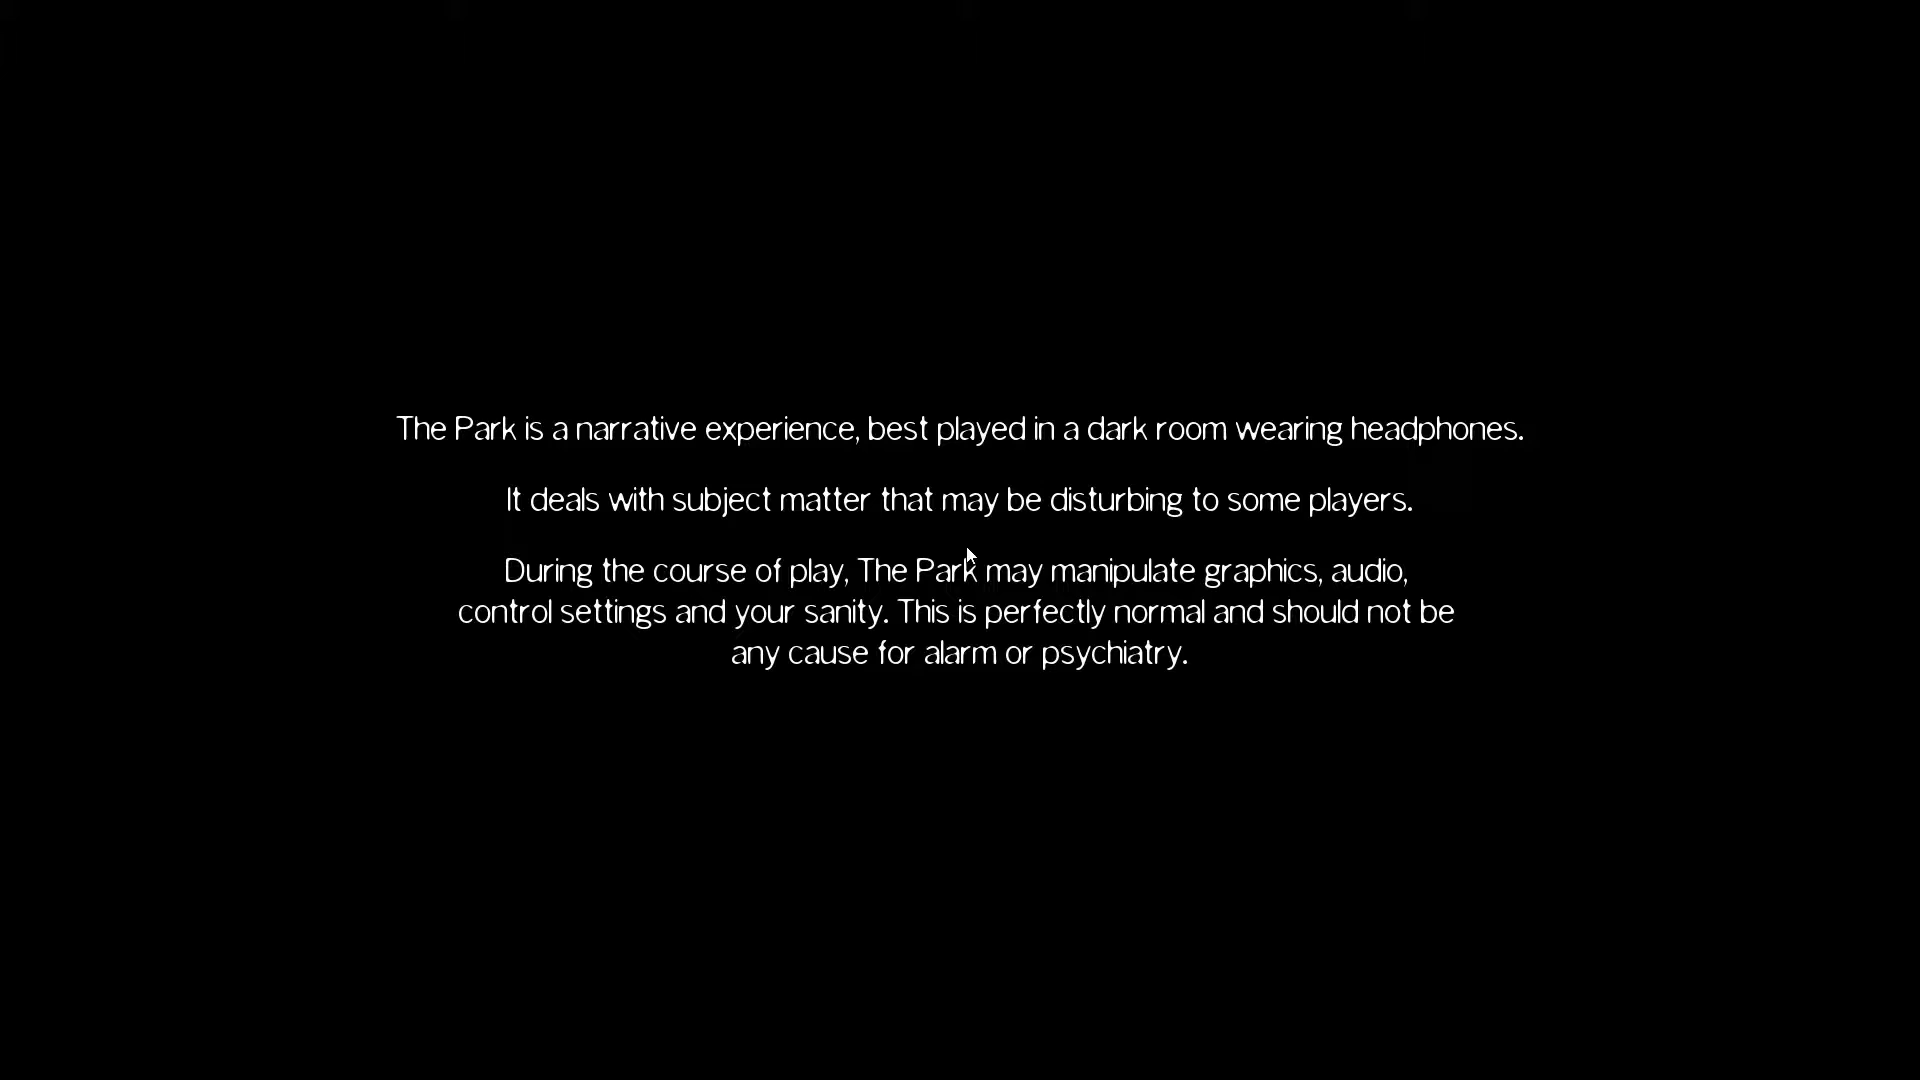 The Park is a narrative experience, best played in a dark room wearing headphones.
It deals with subject matter that may be disturbing to some players.
During the course of play, The Park may manipulate graphics, audio,
control settings and your sanity. This is perfectly normal and should not be
any cause for alarm or psychiatry.